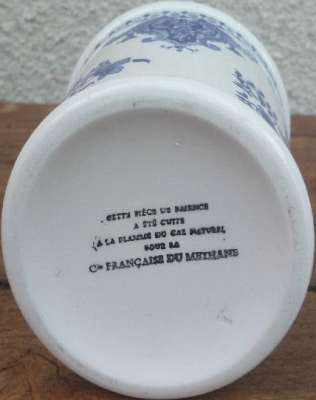 CETTE PIÈCE DE FAIENCE
A ÉTÉ CUITE
A LA FLAMME DU GAZ NATUREL
POUR LA
Cie FRANÇAISE DU METHANE